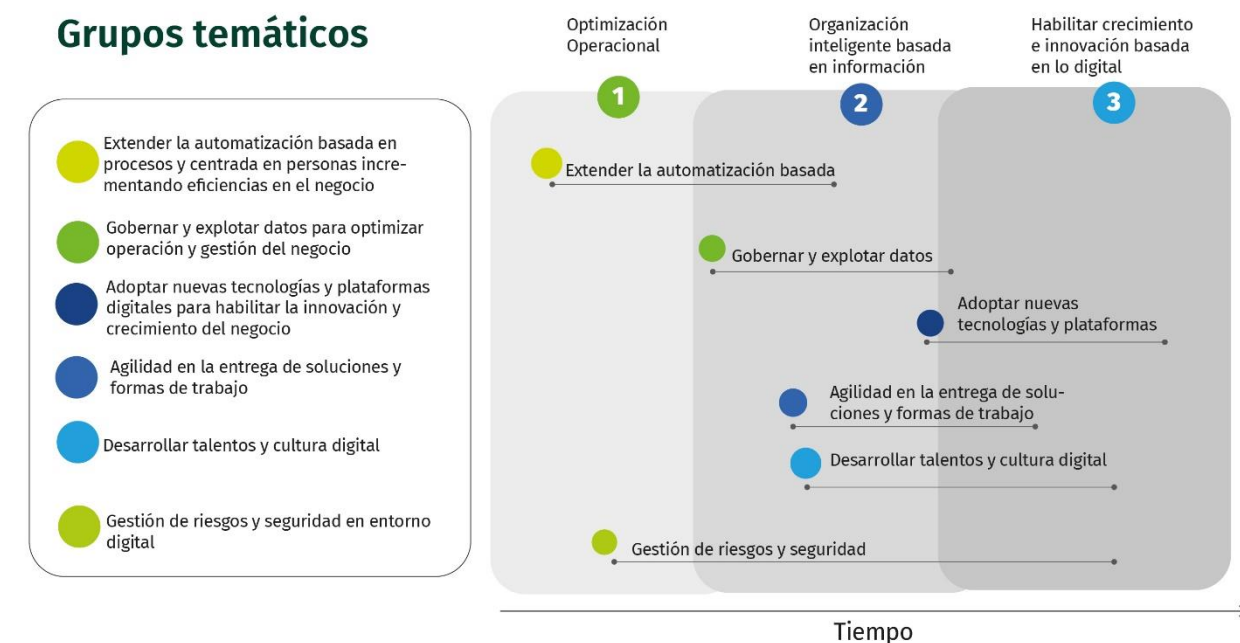 Grupos temáticos
Optimización
Operacional
Organización
inteligente basada
en información
Habilitar crecimiento
e innovación basada
en lo digital
1
2
3
Extender la automatización basada en
procesos y centrada en personas incre-
mentando eficiencias en el negocio
Gobernar y explotar datos para optimizar
operación y gestión del negocio
Adoptar nuevas tecnologías y plataformas
digitales para habilitar la innovación y
crecimiento del negocio
Agilidad en la entrega de soluciones y
formas de trabajo
Desarrollar talentos y cultura digital
Gestión de riesgos y seguridad en entorno
digital
Extender la automatización basada
Gobernar y explotar datos
Adoptar nuevas
tecnologías y plataformas
Agilidad en la entrega de solu-
ciones y formas de trabajo
Desarrollar talentos y cultura digital
Gestión de riesgos y seguridad
Tiempo